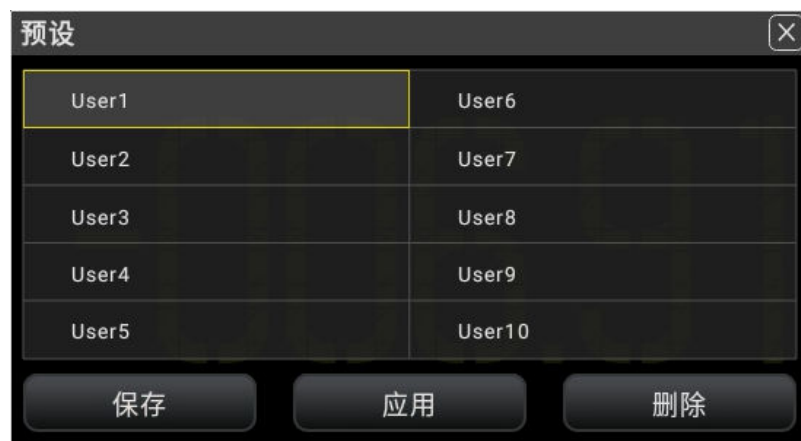 预设
User1 User6
User2 User7
User3 User8
User4 User9
User5 User10
保存 应用 删除